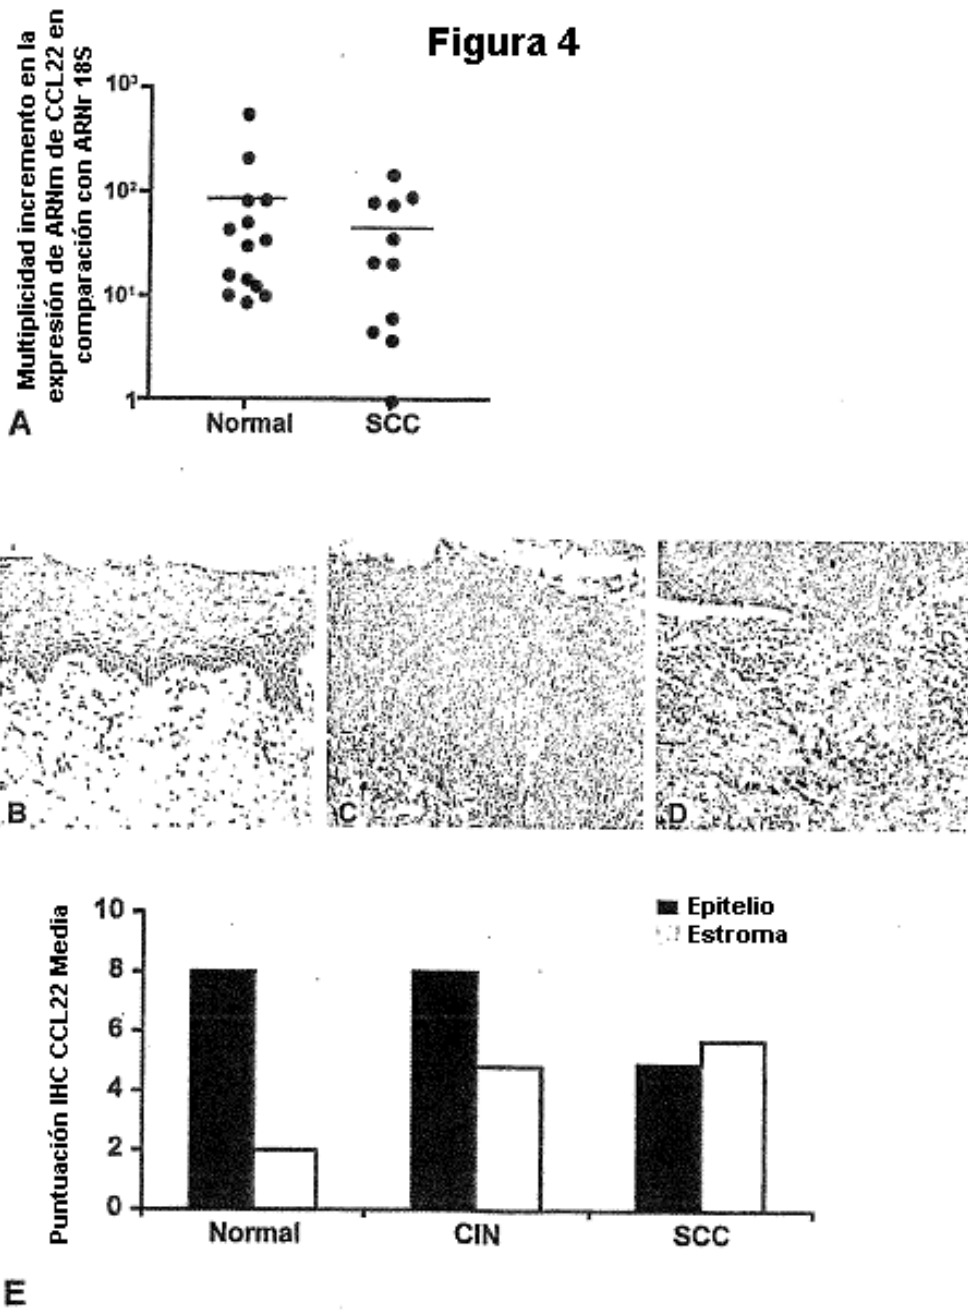 Figura 4
Multiplicidad incremento en la
expresión de ARNm de CCL22 en
comparación con ARNr 18S
10³
10²
10¹
1
Normal
SCC
A
B
C
D
Puntuación IHC CCL22 Media
10
8
6
4
2
0
Epitelio
Estroma
Normal
CIN
SCC
E